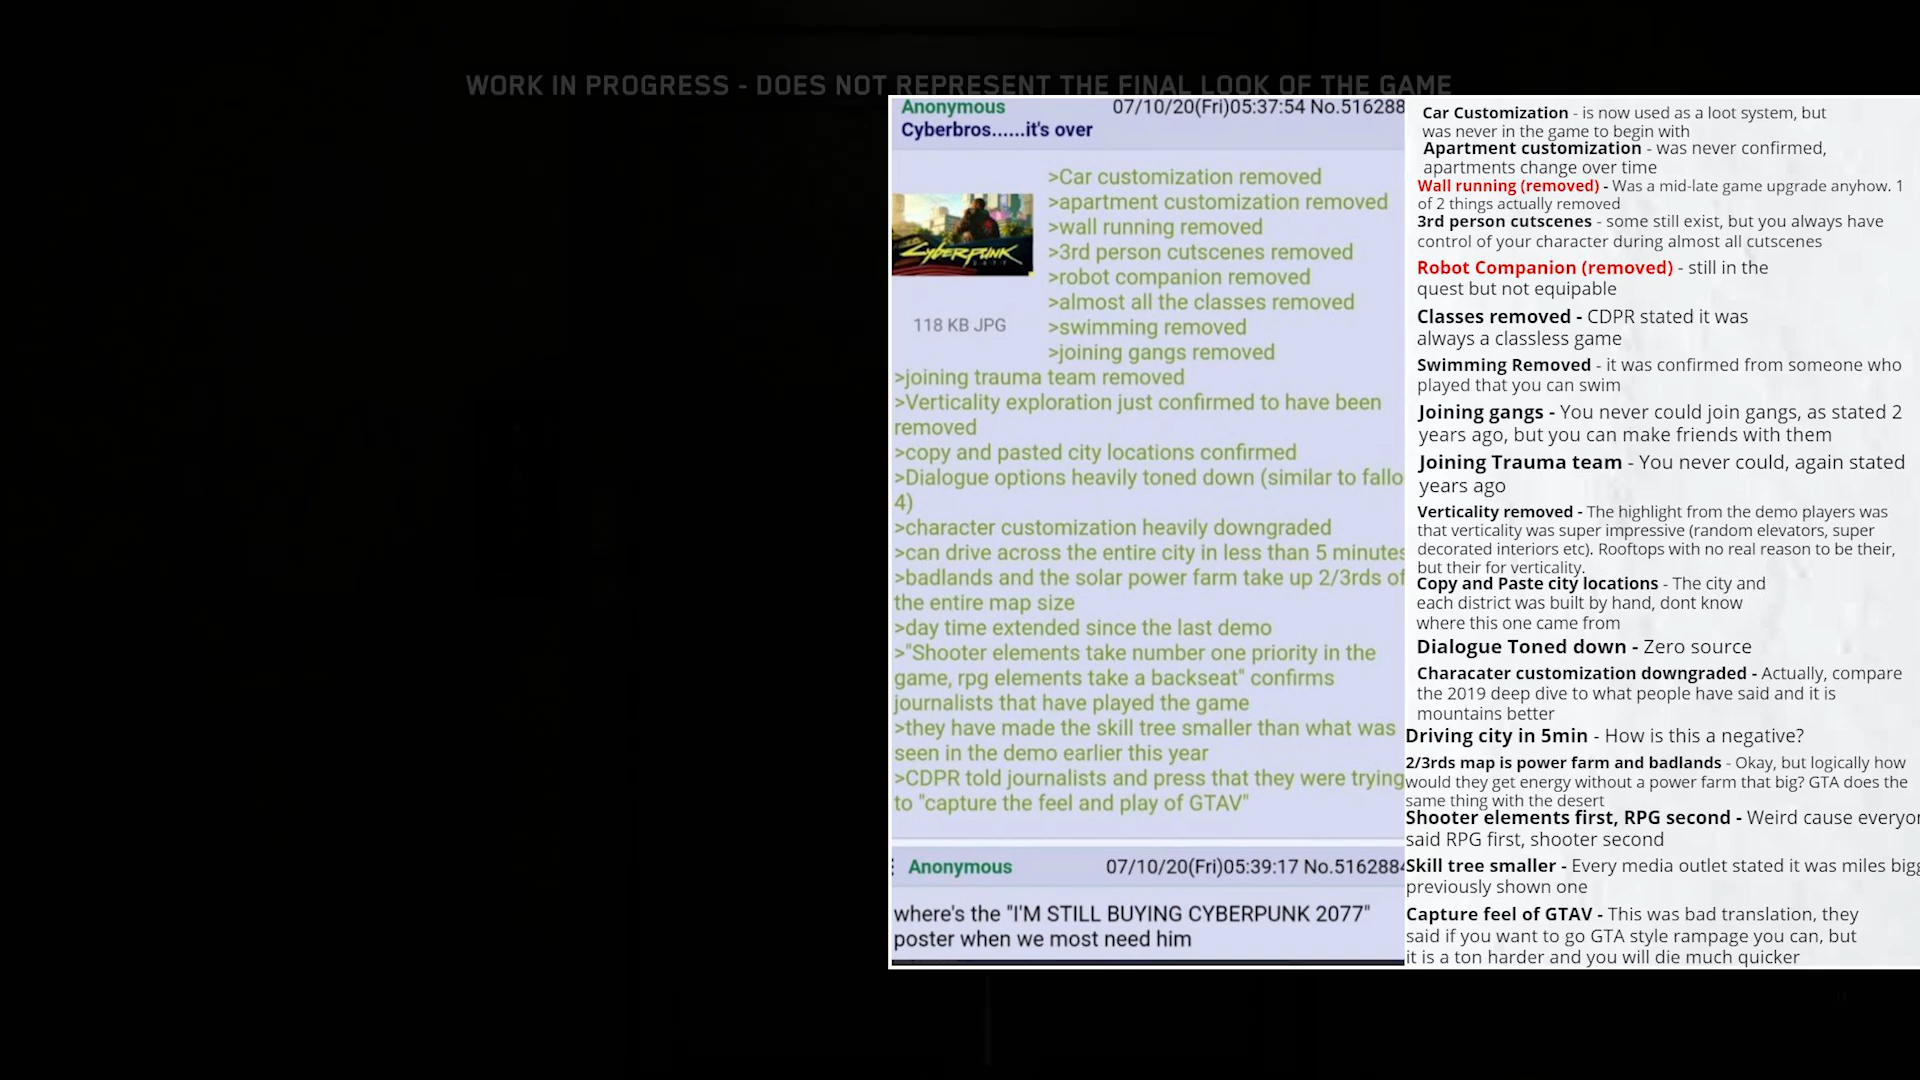 WORK IN PROGRESS - DOES NOT REPRESENT THE FINAL LOOK OF THE GAME
Anonymous 07/10/20(Fri)05:37:54 No.516288
Cyberbros......it's over
CYBERPUNK
2077
118 KB JPG
>Car customization removed
>apartment customization removed
>wall running removed
>3rd person cutscenes removed
>robot companion removed
>almost all the classes removed
>swimming removed
>joining gangs removed
>joining trauma team removed
>Verticality exploration just confirmed to have been
removed
>copy and pasted city locations confirmed
>Dialogue options heavily toned down (similar to fallo
4)
>character customization heavily downgraded
>can drive across the entire city in less than 5 minutes
>badlands and the solar power farm take up 2/3rds of
the entire map size
>day time extended since the last demo
>"Shooter elements take number one priority in the
game, rpg elements take a backseat" confirms
journalists that have played the game
>they have made the skill tree smaller than what was
seen in the demo earlier this year
>CDPR told journalists and press that they were trying
to "capture the feel and play of GTAV"
Anonymous 07/10/20(Fri)05:39:17 No.516288
where's the "I'M STILL BUYING CYBERPUNK 2077"
poster when we most need him
Car Customization - is now used as a loot system, but
was never in the game to begin with
Apartment customization - was never confirmed,
apartments change over time
Wall running (removed) - Was a mid-late game upgrade anyhow. 1
of 2 things actually removed
3rd person cutscenes - some still exist, but you always have
control of your character during almost all cutscenes
Robot Companion (removed) - still in the
quest but not equipable
Classes removed - CDPR stated it was
always a classless game
Swimming Removed - it was confirmed from someone who
played that you can swim
Joining gangs - You never could join gangs, as stated 2
years ago, but you can make friends with them
Joining Trauma team - You never could, again stated
years ago
Verticality removed - The highlight from the demo players was
that verticality was super impressive (random elevators, super
decorated interiors etc). Rooftops with no real reason to be their,
but their for verticality.
Copy and Paste city locations - The city and
each district was built by hand, dont know
where this one came from
Dialogue Toned down - Zero source
Characater customization downgraded - Actually, compare
the 2019 deep dive to what people have said and it is
mountains better
Driving city in 5min - How is this a negative?
2/3rds map is power farm and badlands - Okay, but logically how
would they get energy without a power farm that big? GTA does the
same thing with the desert
Shooter elements first, RPG second - Weird cause everyon
said RPG first, shooter second
Skill tree smaller - Every media outlet stated it was miles bigg
previously shown one
Capture feel of GTAV - This was bad translation, they
said if you want to go GTA style rampage you can, but
it is a ton harder and you will die much quicker